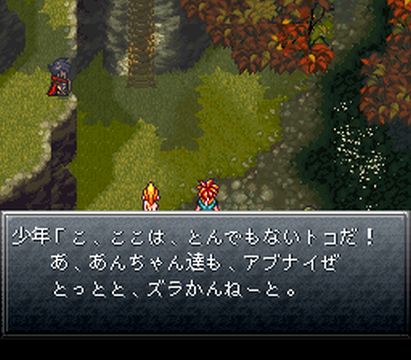 少年「こ、ここは、とんでもないトコだ！
あ、あんちゃん達も、アブナイぜ
とっとと、ズラかんねーと。